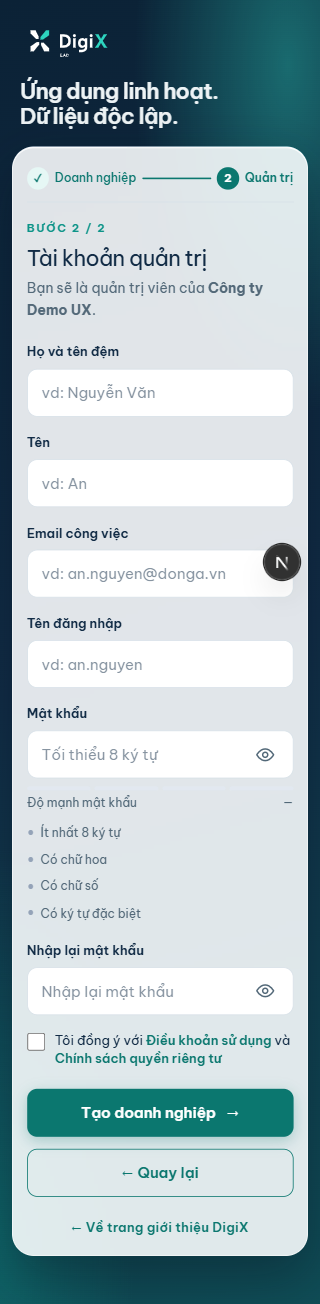 DigiX
EAD
Ứng dụng linh hoạt.
Dữ liệu độc lập.
✓ Doanh nghiệp 2 Quản trị
BƯỚC 2 / 2
Tài khoản quản trị
Bạn sẽ là quản trị viên của Công ty
Demo UX.
Họ và tên đệm
vd: Nguyễn Văn
Tên
vd: An
Email công việc
vd: an.nguyen@donga.vn
N
Tên đăng nhập
vd: an.nguyen
Mật khẩu
Tối thiểu 8 ký tự
Độ mạnh mật khẩu —
• Ít nhất 8 ký tự
• Có chữ hoa
• Có chữ số
• Có ký tự đặc biệt
Nhập lại mật khẩu
Nhập lại mật khẩu
Tôi đồng ý với Điều khoản sử dụng và
Chính sách quyền riêng tư
Tạo doanh nghiệp →
← Quay lại
← Về trang giới thiệu DigiX